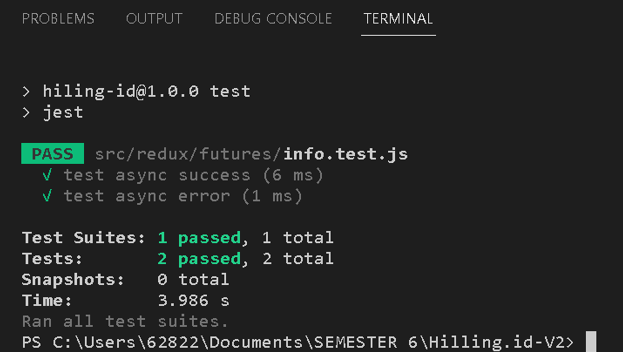 PROBLEMS OUTPUT DEBUG CONSOLE TERMINAL
> hiling-id@1.0.0 test
> jest
PASS src/redux/futures/info.test.js
√ test async success (6 ms)
√ test async error (1 ms)
Test Suites: 1 passed, 1 total
Tests: 2 passed, 2 total
Snapshots: 0 total
Time: 3.986 s
Ran all test suites.
PS C:\Users\62822\Documents\SEMESTER 6\Hilling.id-V2>